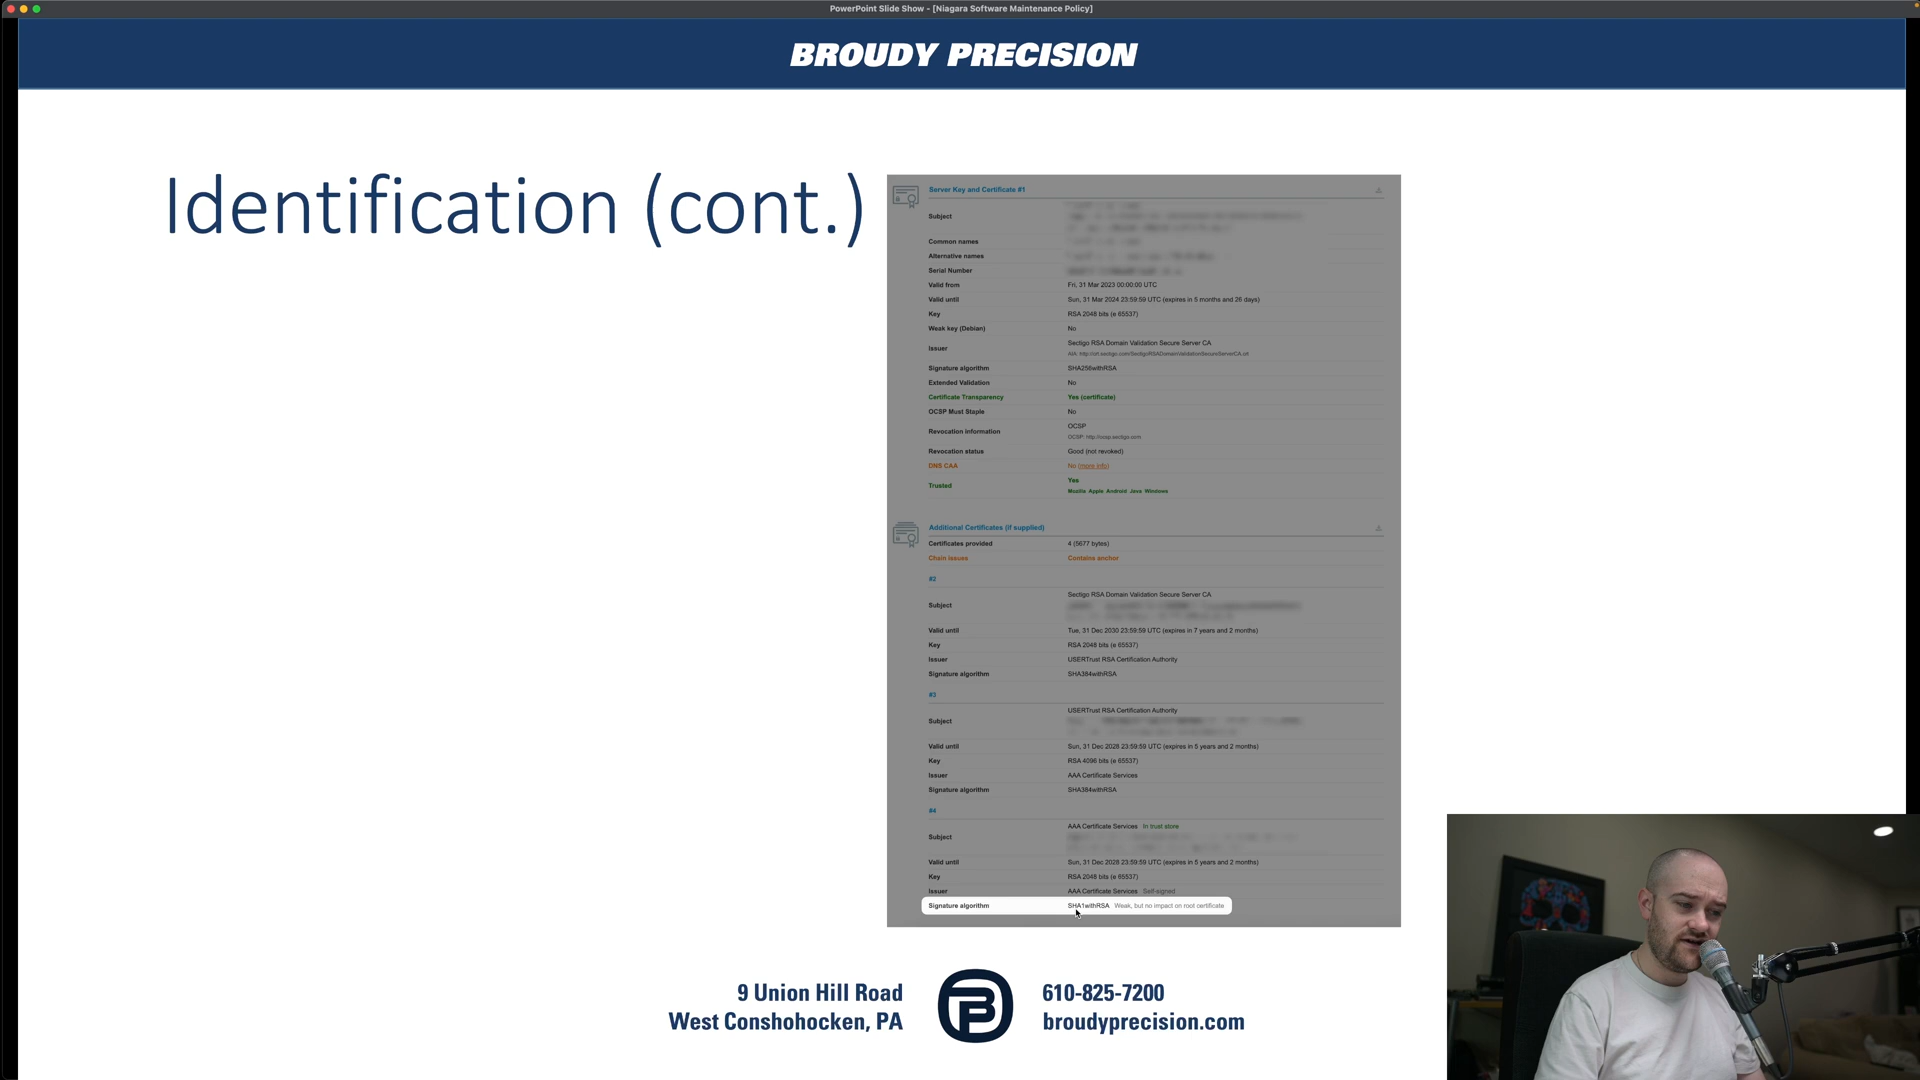 PowerPoint Slide Show - [Niagara Software Maintenance Policy]
BROUDY PRECISION
Identification (cont.)
Server Key and Certificate #1
Subject
Common names
Alternative names
Serial Number
Valid from Fri, 31 Mar 2023 00:00:00 UTC
Valid until Sun, 31 Mar 2024 23:59:59 UTC (expires in 5 months and 26 days)
Key RSA 2048 bits (e 65537)
Weak key (Debian) No
Issuer Sectigo RSA Domain Validation Secure Server CA
AIA: http://crt.sectigo.com/SectigoRSADomainValidationSecureServerCA.crt
Signature algorithm SHA256withRSA
Extended Validation No
Certificate Transparency Yes (certificate)
OCSP Must Staple No
Revocation information OCSP
OCSP: http://ocsp.sectigo.com
Revocation status Good (not revoked)
DNS CAA No (more info)
Trusted Yes
Mozilla Apple Android Java Windows
Additional Certificates (if supplied)
Certificates provided 4 (5677 bytes)
Chain issues Contains anchor
#2
Subject Sectigo RSA Domain Validation Secure Server CA
Valid until Tue, 31 Dec 2030 23:59:59 UTC (expires in 7 years and 2 months)
Key RSA 2048 bits (e 65537)
Issuer USERTrust RSA Certification Authority
Signature algorithm SHA384withRSA
#3
Subject USERTrust RSA Certification Authority
Valid until Sun, 31 Dec 2028 23:59:59 UTC (expires in 5 years and 2 months)
Key RSA 4096 bits (e 65537)
Issuer AAA Certificate Services
Signature algorithm SHA384withRSA
#4
Subject AAA Certificate Services In trust store
Valid until Sun, 31 Dec 2028 23:59:59 UTC (expires in 5 years and 2 months)
Key RSA 2048 bits (e 65537)
Issuer AAA Certificate Services Self-signed
Signature algorithm SHA1withRSA Weak, but no impact on root certificate
9 Union Hill Road
West Conshohocken, PA
610-825-7200
broudyprecision.com